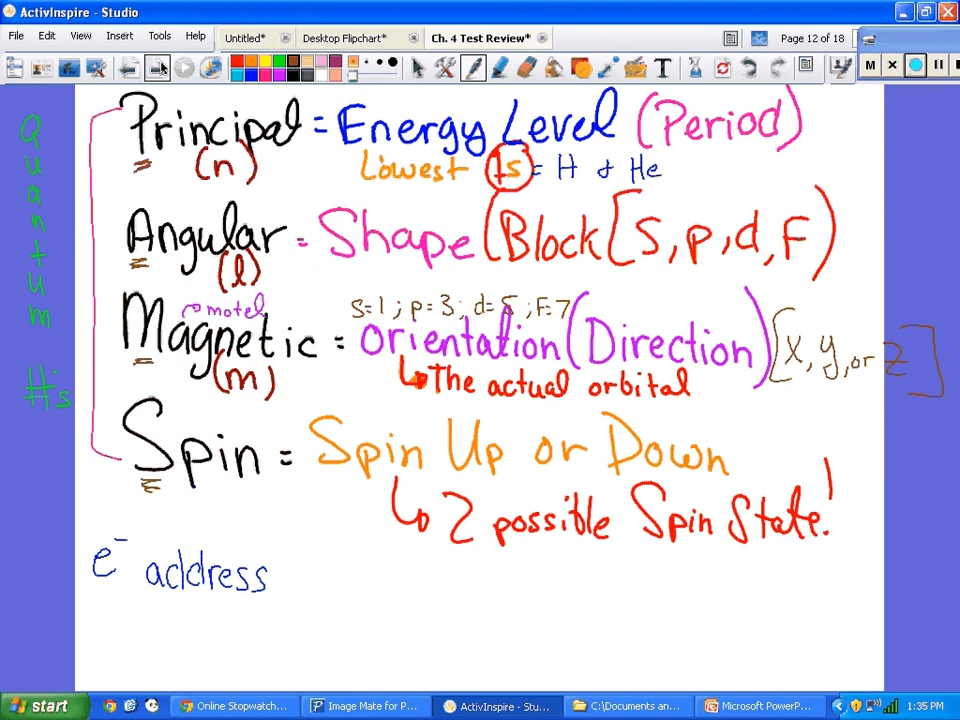 ActivInspire - Studio
File Edit View Insert Tools Help
Untitled* Desktop Flipchart* Ch. 4 Test Review* Page 12 of 18
Quantum #'s
Principal = Energy Level (Period)
(n) Lowest 1s = H & He
Angular = Shape (Block [S, p, d, F)
(l)
motel s=1; p=3; d=5; F=7
Magnetic = orientation (Direction) [x, y, or z]
(m) The actual orbital
Spin = Spin Up or Down
2 possible Spin State!
e⁻ address
start Online Stopwatch... Image Mate for P... ActivInspire - Stu... C:\Documents an... Microsoft PowerP... 1:35 PM